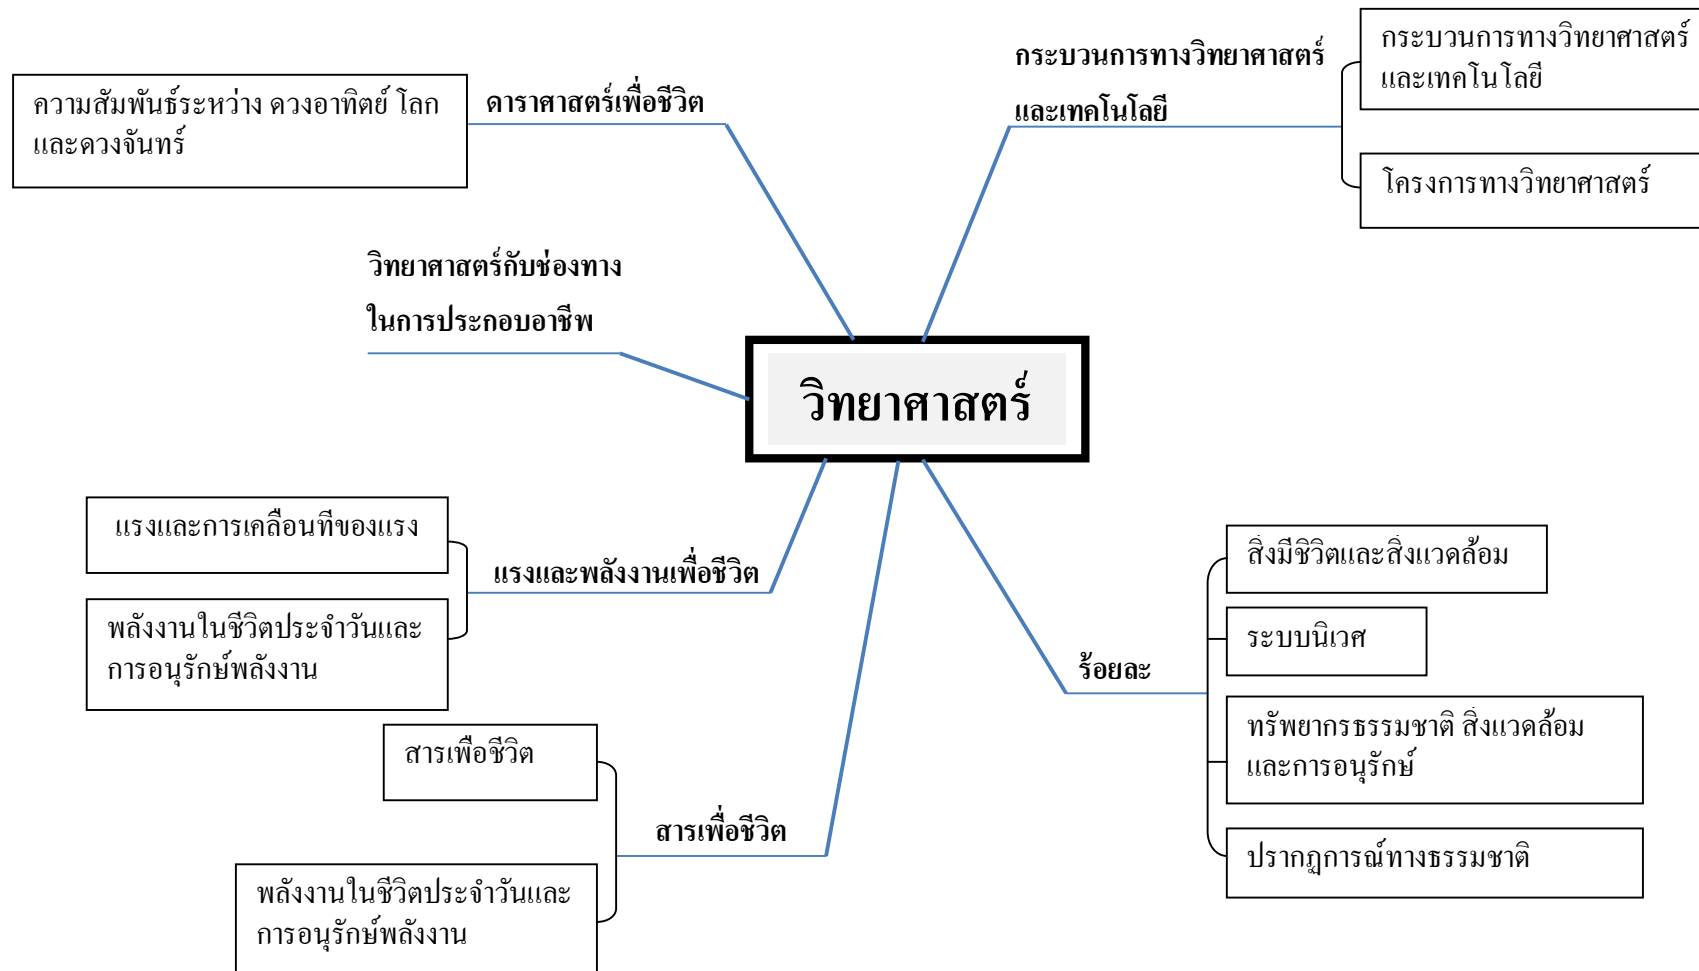 กระบวนการทางวิทยาศาสตร์
และเทคโนโลยี
กระบวนการทางวิทยาศาสตร์
และเทคโนโลยี
โครงการทางวิทยาศาสตร์
ดาราศาสตร์เพื่อชีวิต
ความสัมพันธ์ระหว่าง ดวงอาทิตย์ โลก
และดวงจันทร์
วิทยาศาสตร์กับช่องทาง
ในการประกอบอาชีพ
วิทยาศาสตร์
แรงและการเคลื่อนที่ของแรง
แรงและพลังงานเพื่อชีวิต
พลังงานในชีวิตประจำวันและ
การอนุรักษ์พลังงาน
สิ่งมีชีวิตและสิ่งแวดล้อม
ระบบนิเวศ
ร้อยละ
ทรัพยากรธรรมชาติ สิ่งแวดล้อม
และการอนุรักษ์
ปรากฏการณ์ทางธรรมชาติ
สารเพื่อชีวิต
สารเพื่อชีวิต
พลังงานในชีวิตประจำวันและ
การอนุรักษ์พลังงาน